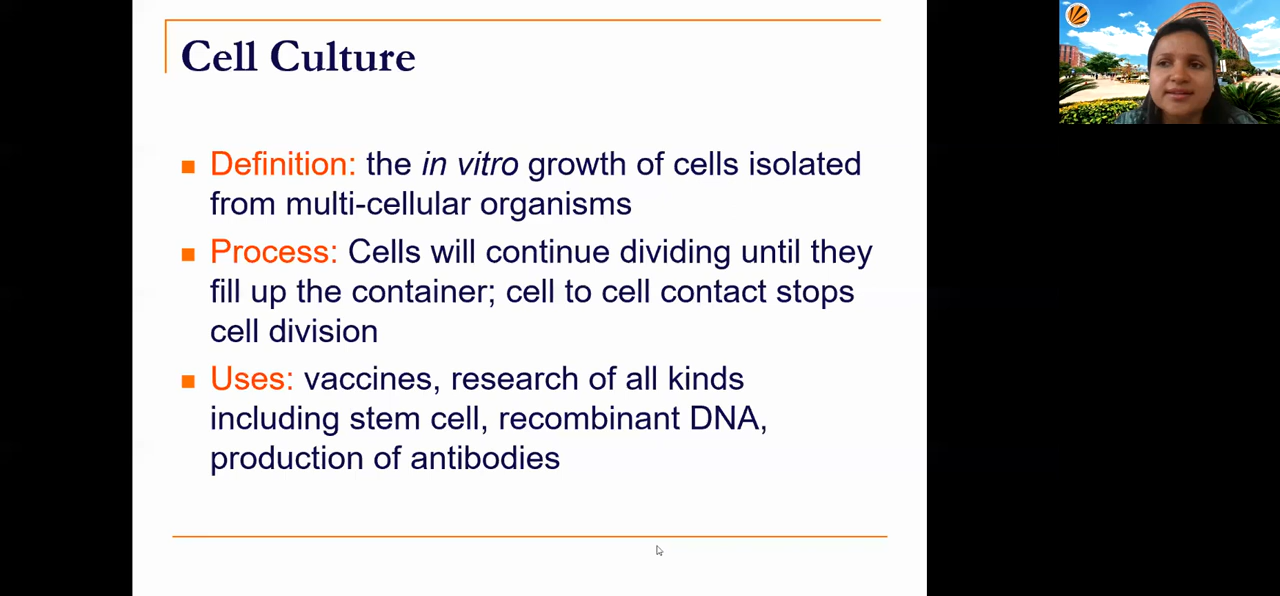 Cell Culture
Definition: the in vitro growth of cells isolated
from multi-cellular organisms
Process: Cells will continue dividing until they
fill up the container; cell to cell contact stops
cell division
Uses: vaccines, research of all kinds
including stem cell, recombinant DNA,
production of antibodies